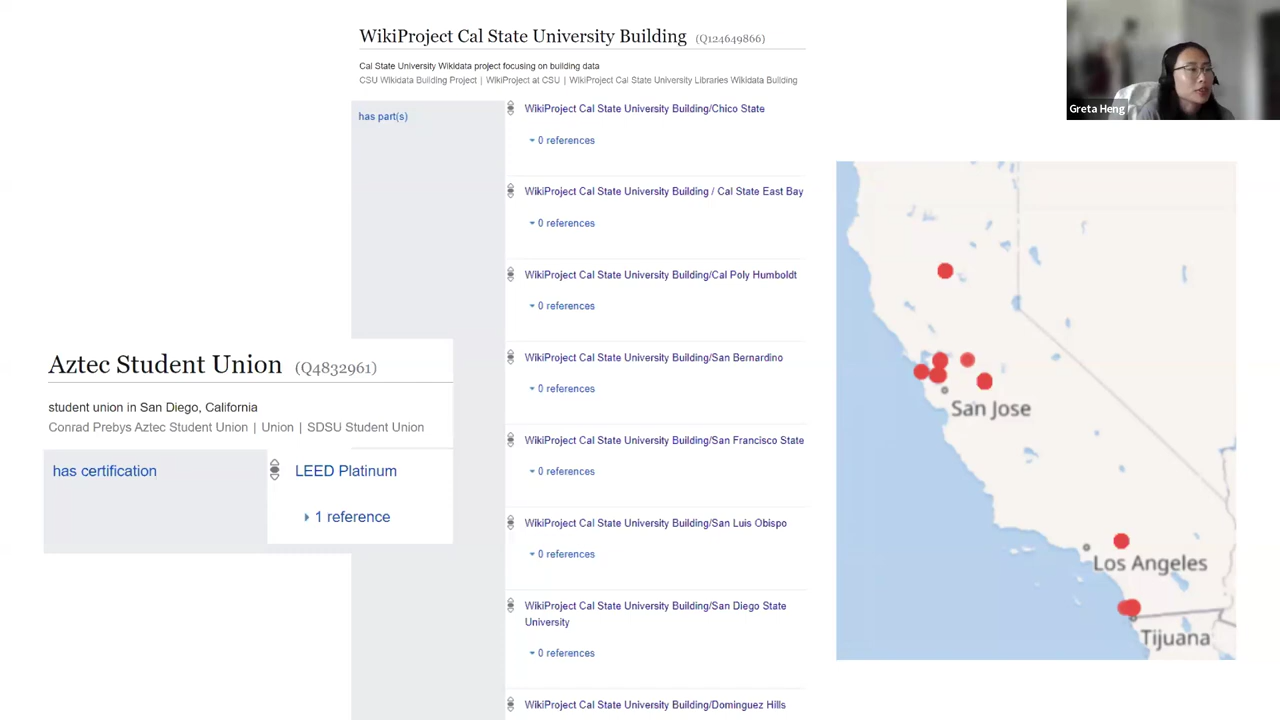 WikiProject Cal State University Building (Q124649866)
Cal State University Wikidata project focusing on building data
CSU Wikidata Building Project | WikiProject at CSU | WikiProject Cal State University Libraries Wikidata Building
has part(s)
WikiProject Cal State University Building/Chico State
0 references
WikiProject Cal State University Building / Cal State East Bay
0 references
WikiProject Cal State University Building/Cal Poly Humboldt
0 references
WikiProject Cal State University Building/San Bernardino
0 references
WikiProject Cal State University Building/San Francisco State
0 references
WikiProject Cal State University Building/San Luis Obispo
0 references
WikiProject Cal State University Building/San Diego State
University
0 references
WikiProject Cal State University Building/Dominguez Hills
Aztec Student Union (Q4832961)
student union in San Diego, California
Conrad Prebys Aztec Student Union | Union | SDSU Student Union
has certification
LEED Platinum
1 reference
Greta Heng
San Jose
Los Angeles
Tijuana